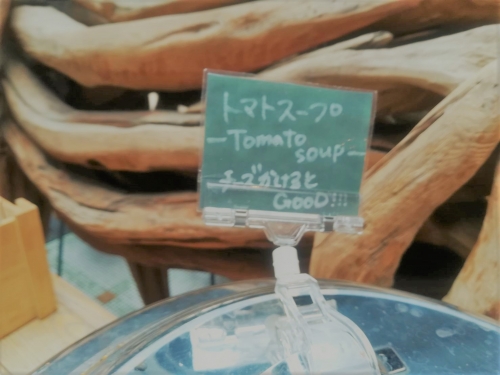 トマトスープ
-Tomato
soup-
チーズかけると
GOOD!!!